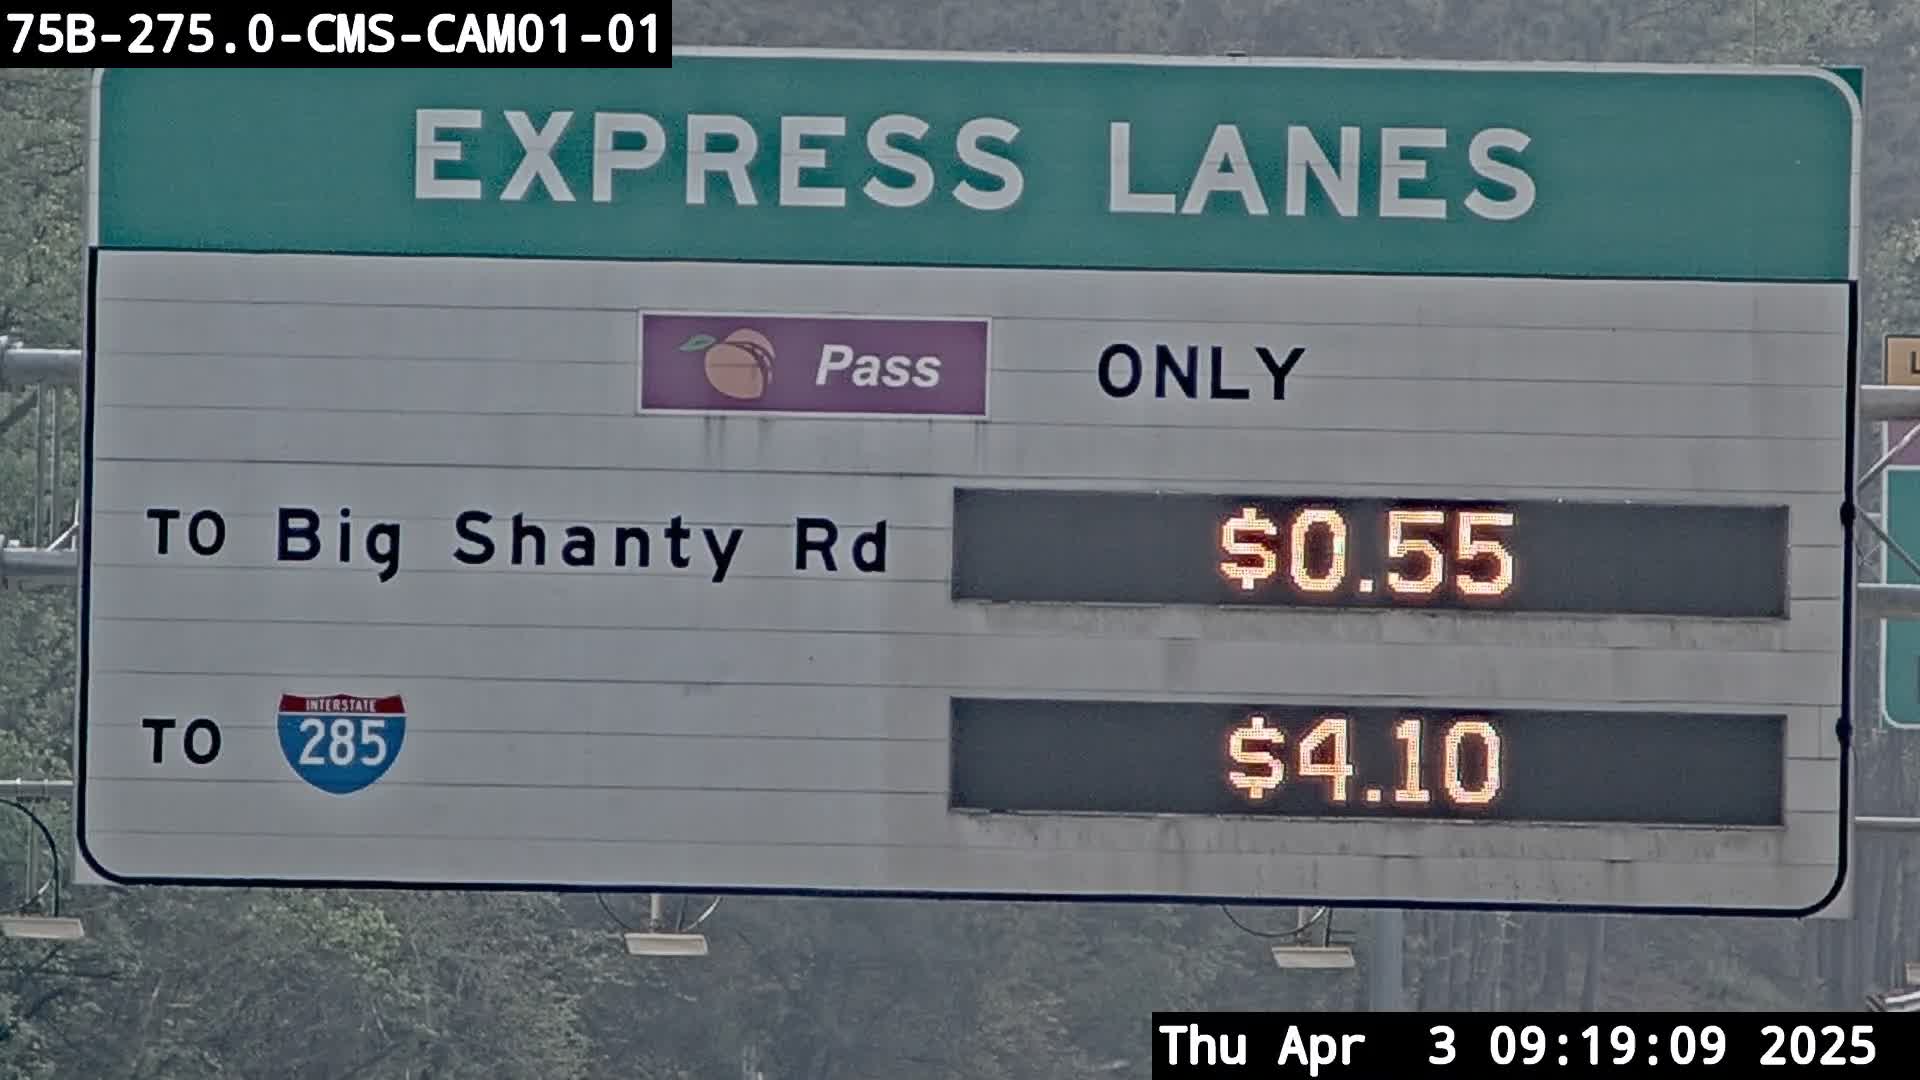 75B-275.0-CMS-CAM01-01
EXPRESS LANES
Pass ONLY
TO Big Shanty Rd $0.55
TO INTERSTATE 285 $4.10
Thu Apr 3 09:19:09 2025